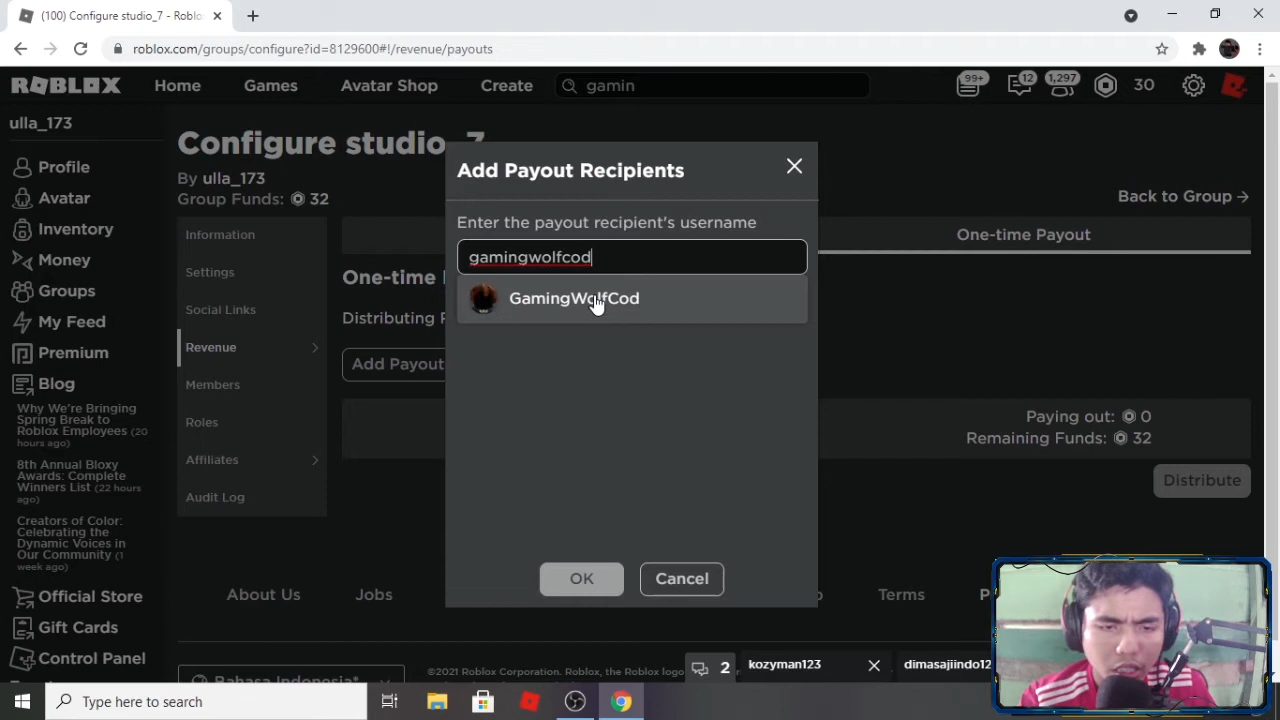 (100) Configure studio_7 - Roblo
roblox.com/groups/configure?id=8129600#!/revenue/payouts
ROBLOX
Home
Games
Avatar Shop
Create
gamin
99+
12
1,297
30
ulla_173
Profile
Avatar
Inventory
Money
Groups
My Feed
Premium
Blog
Why We're Bringing
Spring Break to
Roblox Employees (20
hours ago)
8th Annual Bloxy
Awards: Complete
Winners List (22 hours
ago)
Creators of Color:
Celebrating the
Dynamic Voices in
Our Community (1
week ago)
Official Store
Gift Cards
Control Panel
Configure studio_7
By ulla_173
Group Funds: 32
Back to Group
Information
Settings
Social Links
Revenue
Members
Roles
Affiliates
Audit Log
One-time Payout
One-time
Distributing
Add Payout
Paying out: 0
Remaining Funds: 32
Distribute
Add Payout Recipients
Enter the payout recipient's username
gamingwolfcod
GamingWolfCod
OK
Cancel
About Us
Jobs
Terms
Bahasa Indonesia*
©2021 Roblox Corporation. Roblox, the Roblox logo
2
kozyman123
dimasajiindo12
Type here to search